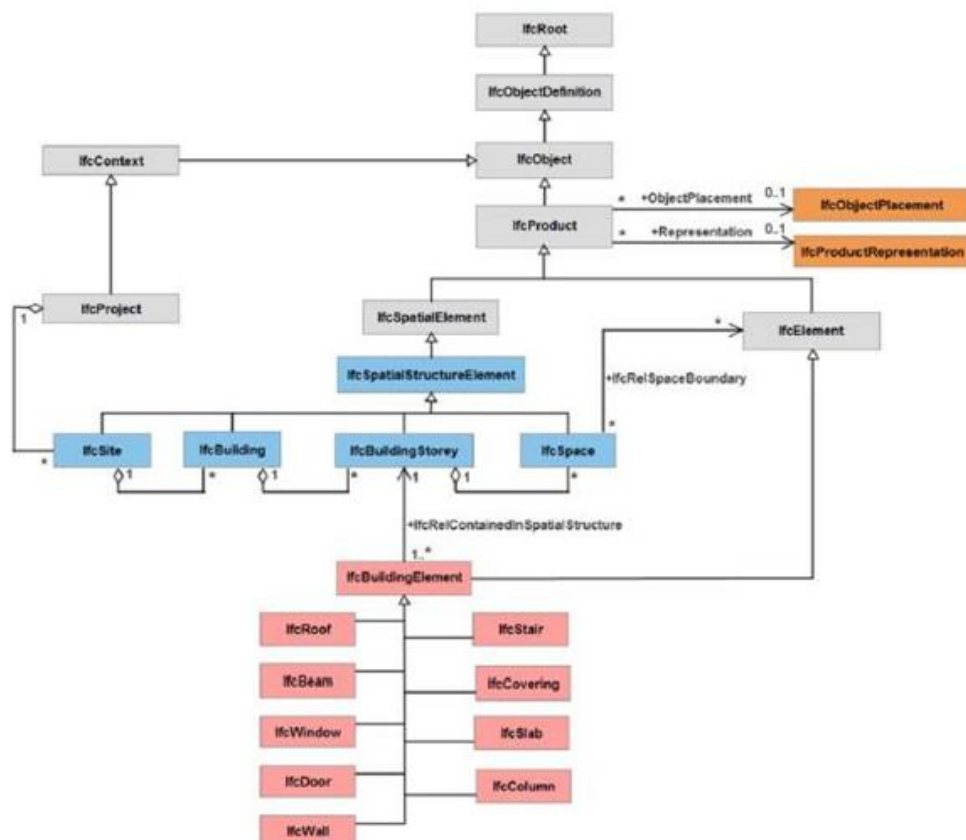 IfcRoot
IfcObjectDefinition
IfcContext
IfcObject
IfcProduct
* +ObjectPlacement 0..1
IfcObjectPlacement
* +Representation 0..1
IfcProductRepresentation
IfcProject
1
IfcSpatialElement
IfcElement
*
IfcSpatialStructureElement
+IfcRelSpaceBoundary
*
IfcSite
IfcBuilding
IfcBuildingStorey
IfcSpace
*
1
*
1
*
1
1
*
+IfcRelContainedInSpatialStructure
1..*
IfcBuildingElement
IfcRoof
IfcStair
IfcBeam
IfcCovering
IfcWindow
IfcSlab
IfcDoor
IfcColumn
IfcWall